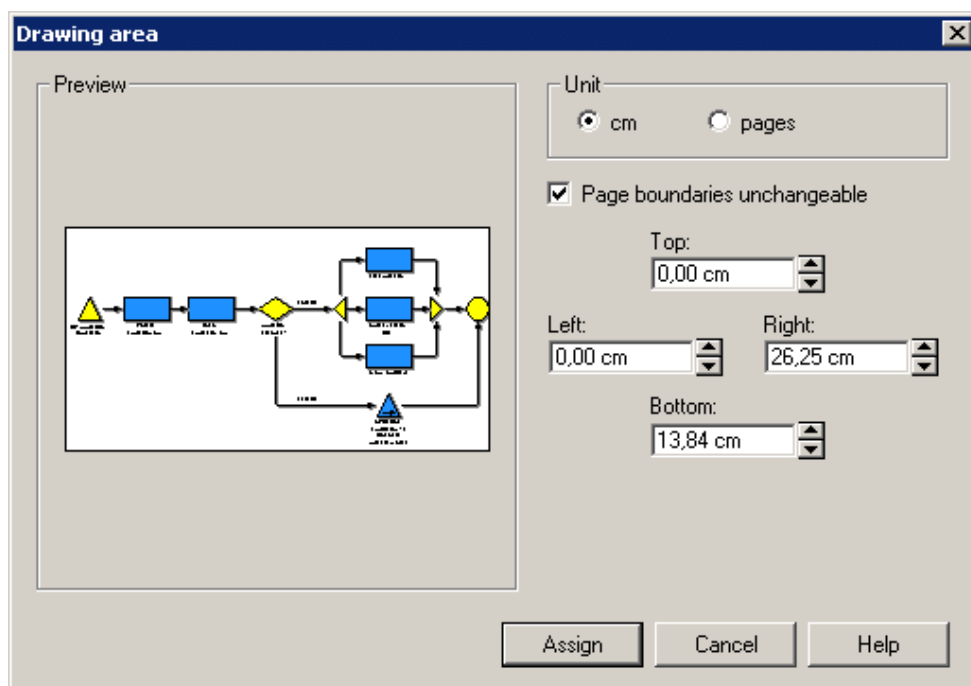 Drawing area
Preview
Unit
cm
pages
Page boundaries unchangeable
Top:
0,00 cm
Left:
Right:
0,00 cm
26,25 cm
Bottom:
13,84 cm
Assign
Cancel
Help